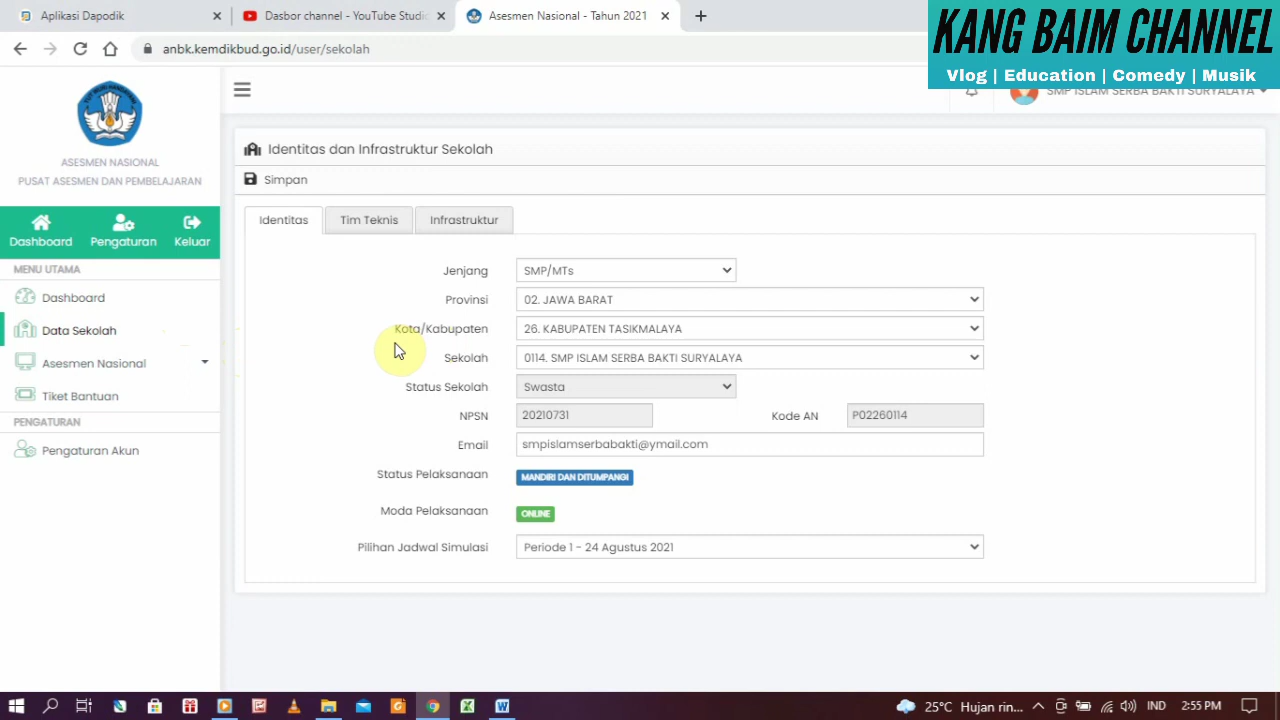 Aplikasi Dapodik
Dasbor channel - YouTube Studio
Asesmen Nasional - Tahun 2021
anbk.kemdikbud.go.id/user/sekolah
KANG BAIM CHANNEL
Vlog | Education | Comedy | Musik
SMP ISLAM SERBA BAKTI SURYALAYA
ASESMEN NASIONAL
PUSAT ASESMEN DAN PEMBELAJARAN
Dashboard Pengaturan Keluar
MENU UTAMA
Dashboard
Data Sekolah
Asesmen Nasional
Tiket Bantuan
PENGATURAN
Pengaturan Akun
Identitas dan Infrastruktur Sekolah
Simpan
Identitas Tim Teknis Infrastruktur
Jenjang SMP/MTs
Provinsi 02. JAWA BARAT
Kota/Kabupaten 26. KABUPATEN TASIKMALAYA
Sekolah 0114. SMP ISLAM SERBA BAKTI SURYALAYA
Status Sekolah Swasta
NPSN 20210731 Kode AN P02260114
Email smpislamserbabakti@ymail.com
Status Pelaksanaan MANDIRI DAN DITUMPANGI
Moda Pelaksanaan ONLINE
Pilihan Jadwal Simulasi Periode 1 - 24 Agustus 2021
25°C Hujan rin... IND 2:55 PM